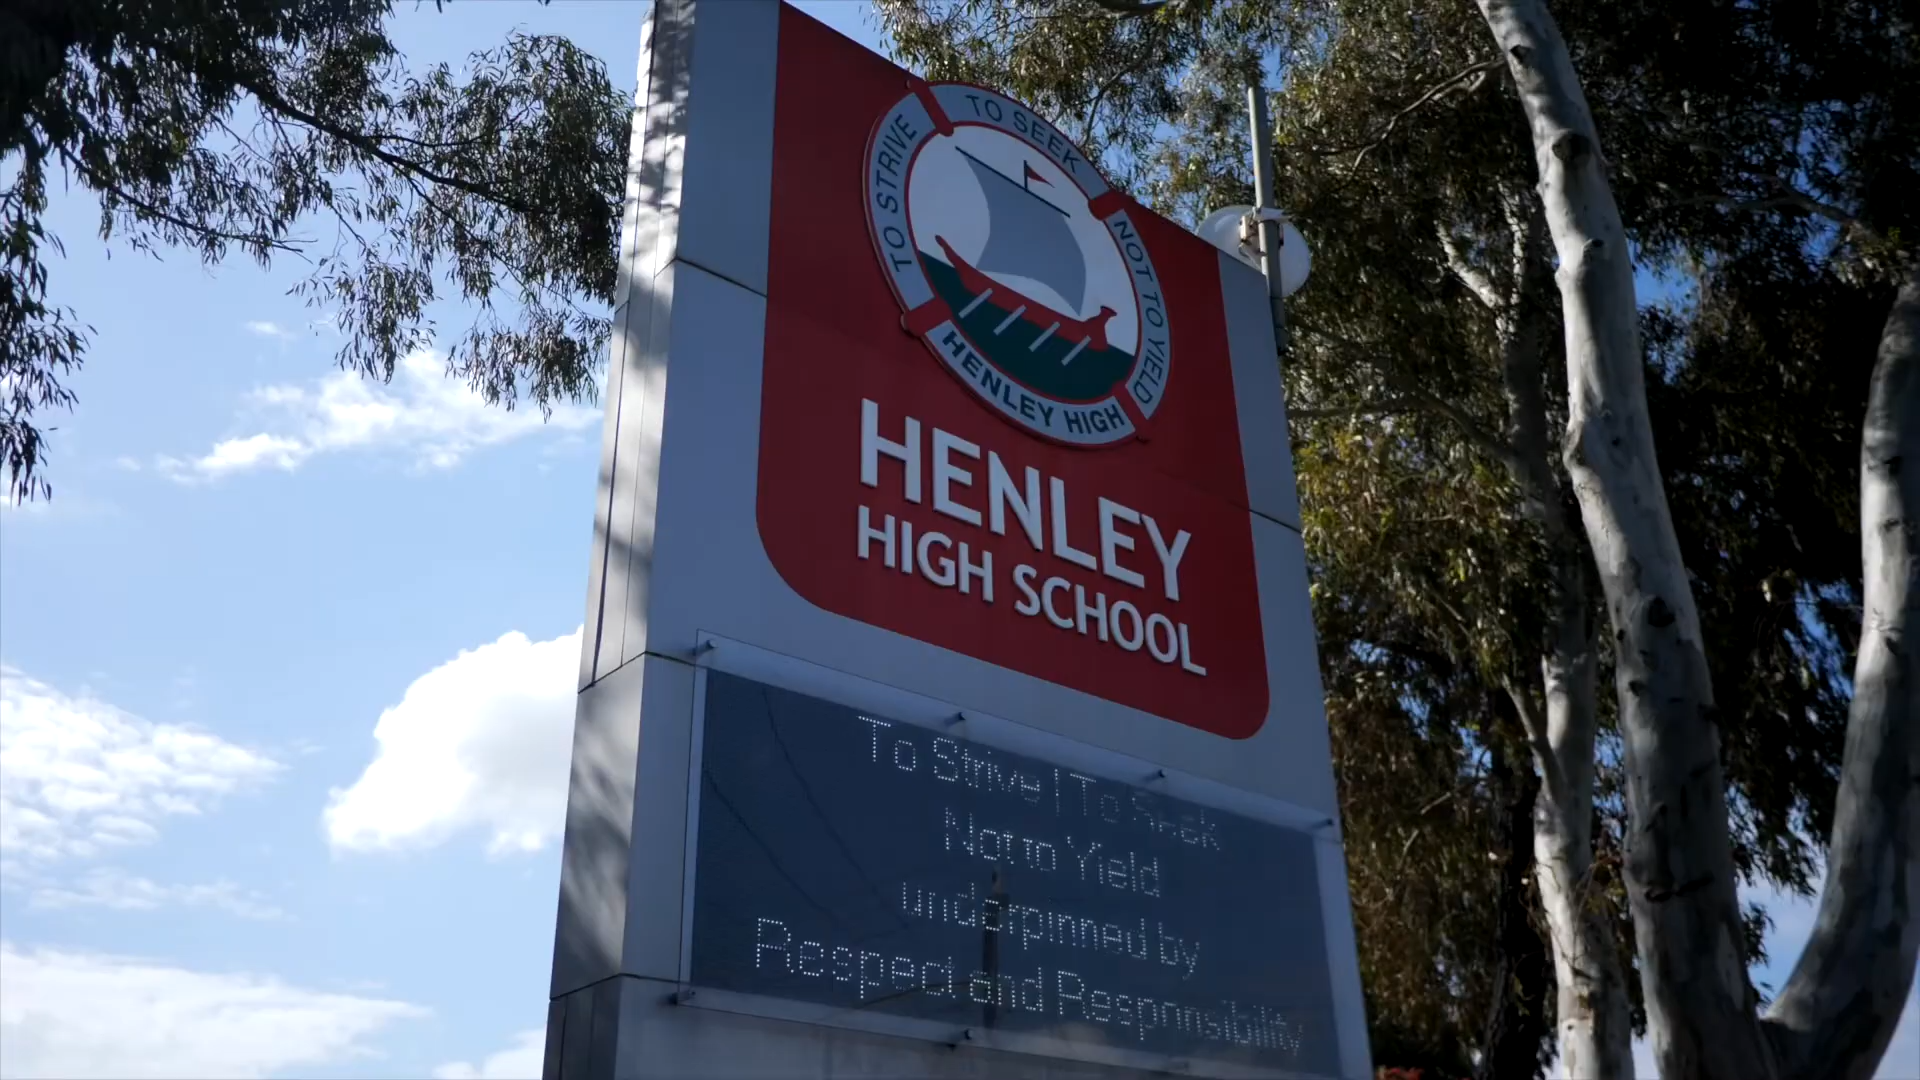 TO STRIVE
TO SEEK
NOT TO YIELD
HENLEY HIGH
HENLEY
HIGH SCHOOL
To Strive | To Seek
Not to Yield
underpinned by
Respect and Responsibility